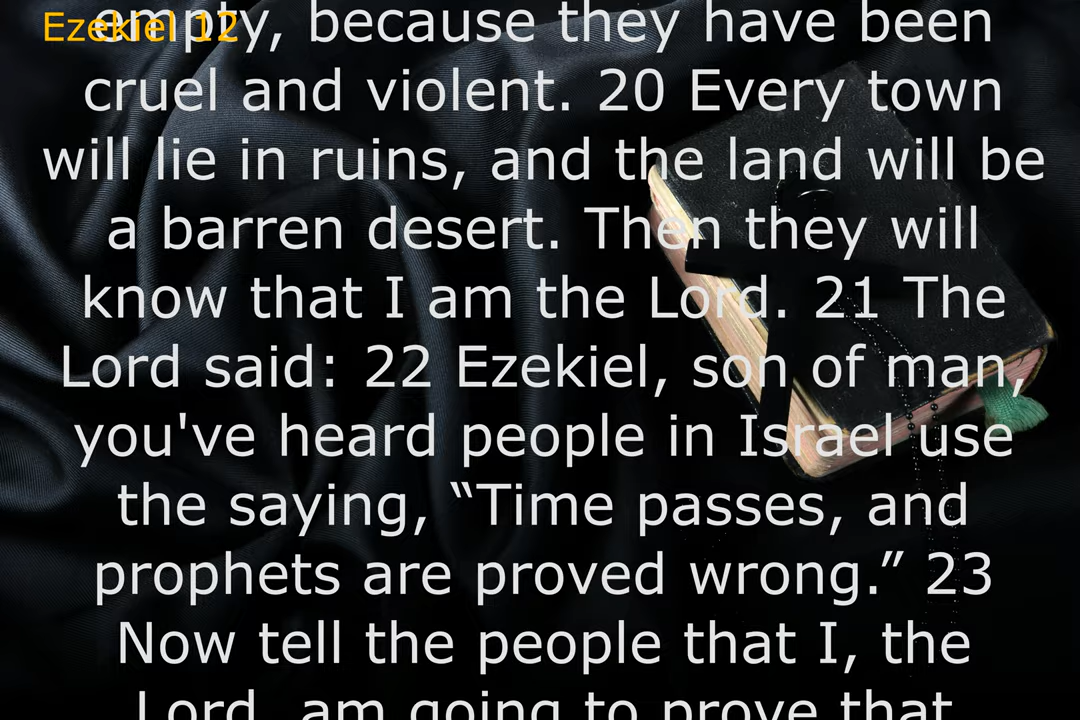 Ezekiel 12
empty, because they have been
cruel and violent. 20 Every town
will lie in ruins, and the land will be
a barren desert. Then they will
know that I am the Lord. 21 The
Lord said: 22 Ezekiel, son of man,
you've heard people in Israel use
the saying, “Time passes, and
prophets are proved wrong.” 23
Now tell the people that I, the
Lord, am going to prove that